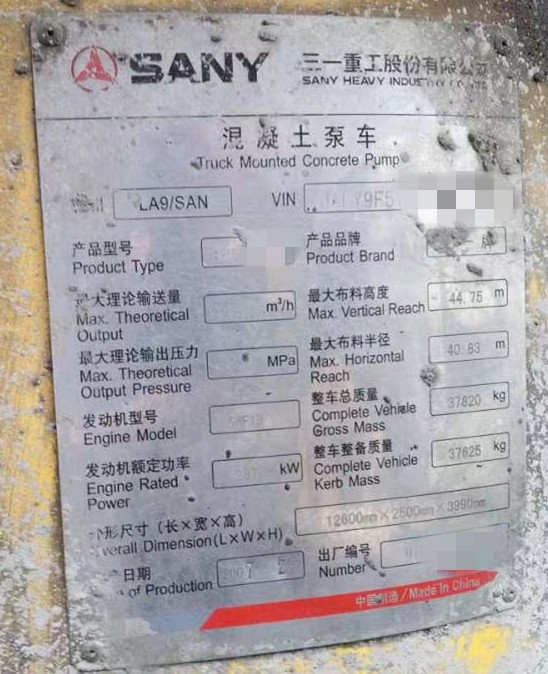 SANY 三一重工股份有限公
SANY HEAVY INDUSTRY CO
混凝土泵车
Truck Mounted Concrete Pump
LA9/SAN VIN
产品型号
Product Type
产品品牌
Product Brand 牌
最大理论输送量
Max. Theoretical
Output
m³/h
最大布料高度
Max. Vertical Reach 44.75 m
最大理论输出压力
Max. Theoretical
Output Pressure
MPa
最大布料半径
Max. Horizontal
Reach
40.83 m
发动机型号
Engine Model
整车总质量
Complete Vehicle
Gross Mass
37820 kg
发动机额定功率
Engine Rated
Power
kW
整车整备质量
Complete Vehicle
Kerb Mass
37625 kg
形尺寸(长×宽×高)
verall Dimension(L×W×H) 12600mm×2500mm×3990mm
日期
of Production
出厂编号
Number
中国制造/Made in China